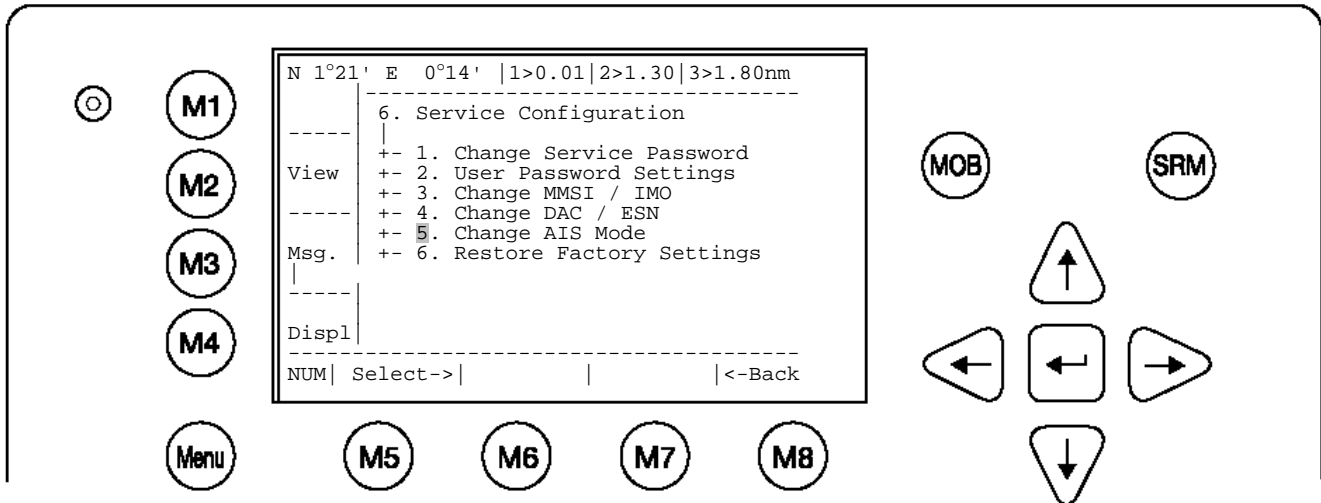 N 1°21' E 0°14' |1>0.01|2>1.30|3>1.80nm
M1
6. Service Configuration
+- 1. Change Service Password
MOB
SRM
M2
View
+- 2. User Password Settings
+- 3. Change MMSI / IMO
+- 4. Change DAC / ESN
+- 5. Change AIS Mode
M3
Msg.
+- 6. Restore Factory Settings
M4
Displ
NUM| Select->| | |<-Back
Menu
M5
M6
M7
M8